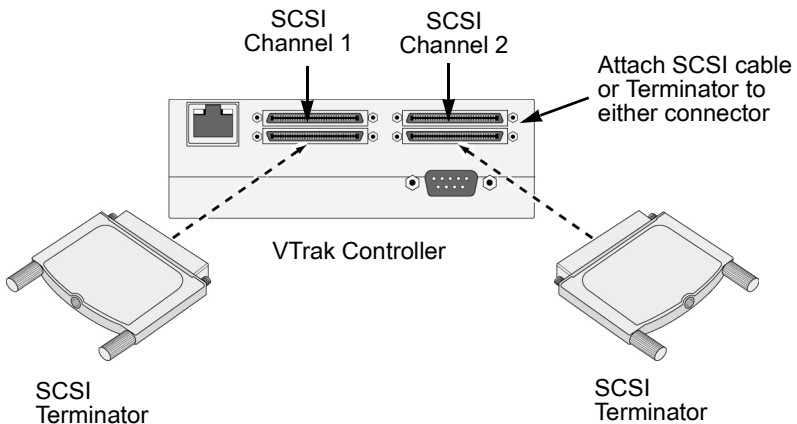 SCSI
Channel 1
SCSI
Channel 2
Attach SCSI cable
or Terminator to
either connector
VTrak Controller
SCSI
Terminator
SCSI
Terminator